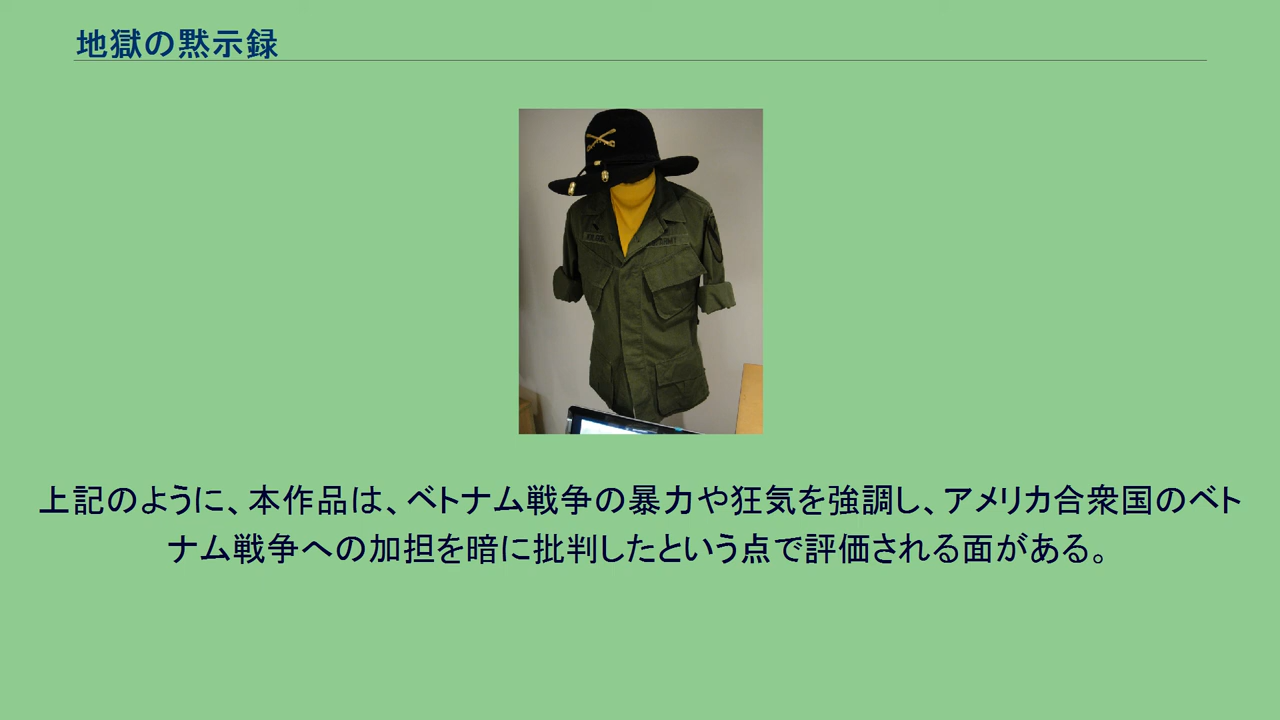 地獄の黙示録
上記のように、本作品は、ベトナム戦争の暴力や狂気を強調し、アメリカ合衆国のベト
ナム戦争への加担を暗に批判したという点で評価される面がある。